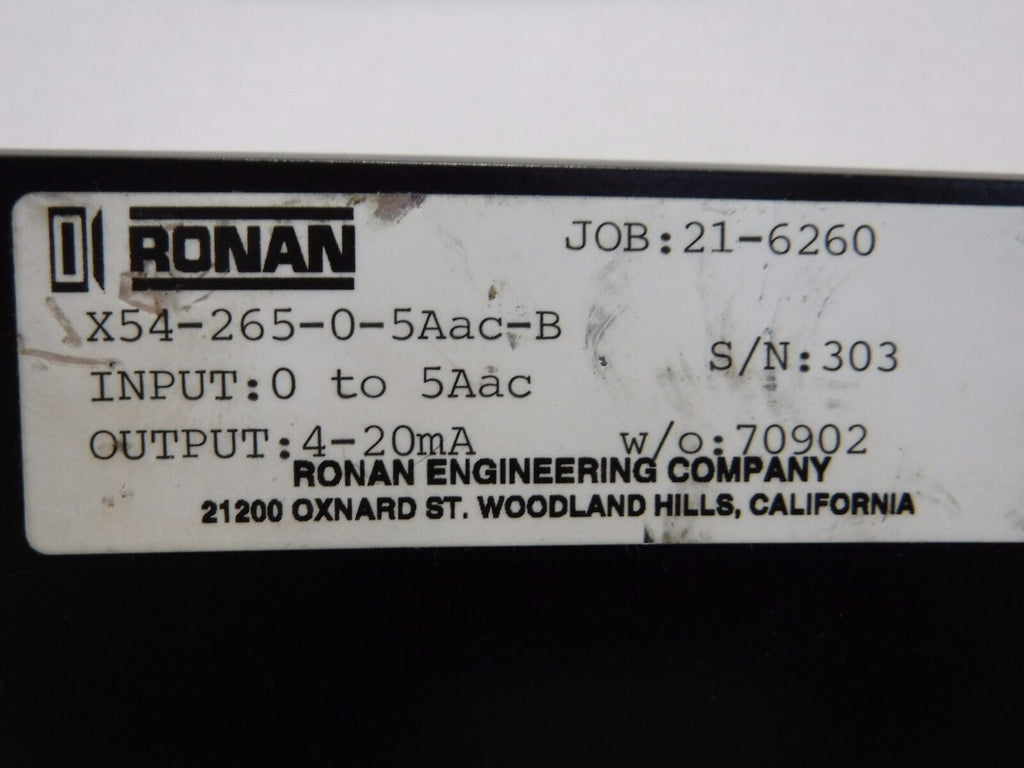 RONAN
JOB:21-6260
X54-265-0-5Aac-B
S/N:303
INPUT:0 to 5Aac
OUTPUT:4-20mA w/o:70902
RONAN ENGINEERING COMPANY
21200 OXNARD ST. WOODLAND HILLS, CALIFORNIA